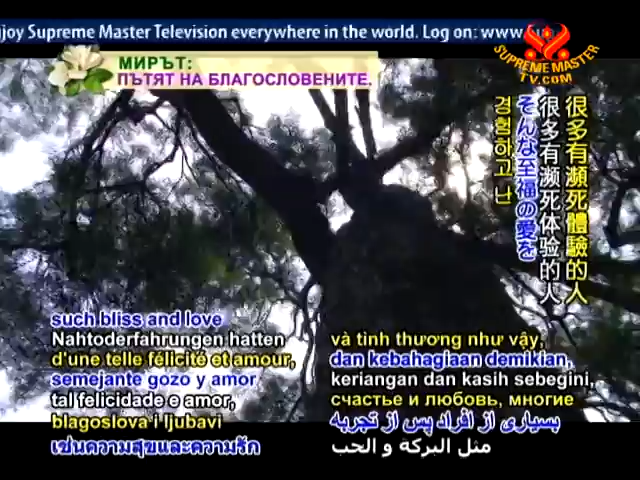 joy Supreme Master Television everywhere in the world. Log on: www.
SUPREME MASTER
TV.COM
МИРЪТ:
ПЪТЯТ НА БЛАГОСЛОВЕНИТЕ.
很多有瀕死體驗的人
很多有濒死体验的人
そんな至福の愛を
경험하고 난
such bliss and love
Nahtoderfahrungen hatten
d'une telle félicité et amour,
semejante gozo y amor
tal felicidade e amor,
blagoslova i ljubavi
เช่นความสุขและความรัก
và tình thương như vậy,
dan kebahagiaan demikian,
keriangan dan kasih sebegini,
счастье и любовь, многие
بسیاری از افراد پس از تجربه
مثل البركة و الحب